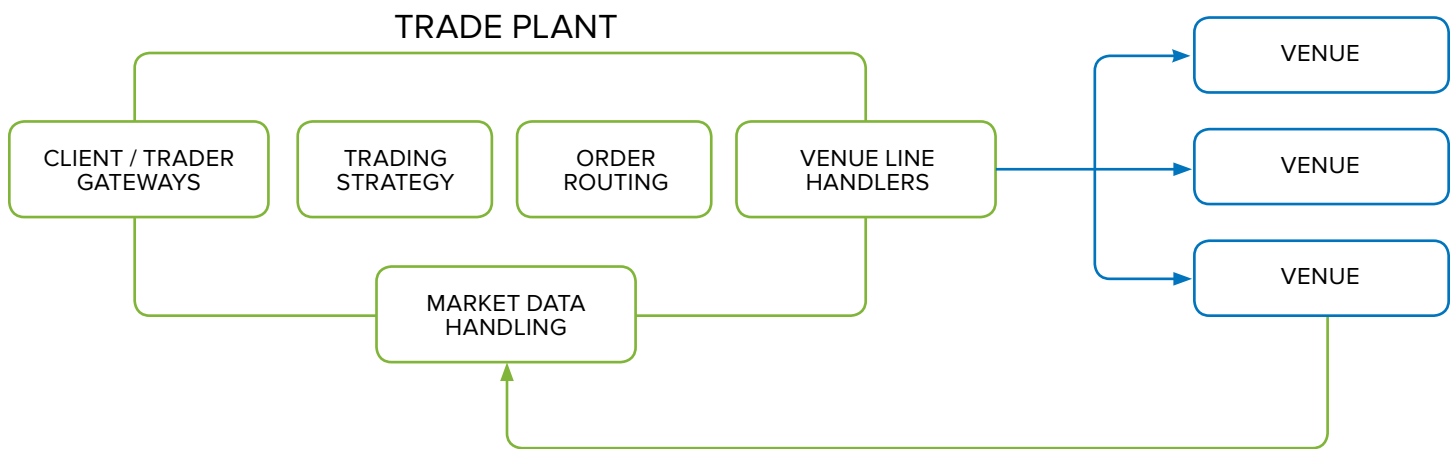 TRADE PLANT
CLIENT / TRADER
GATEWAYS
TRADING
STRATEGY
ORDER
ROUTING
VENUE LINE
HANDLERS
MARKET DATA
HANDLING
VENUE
VENUE
VENUE